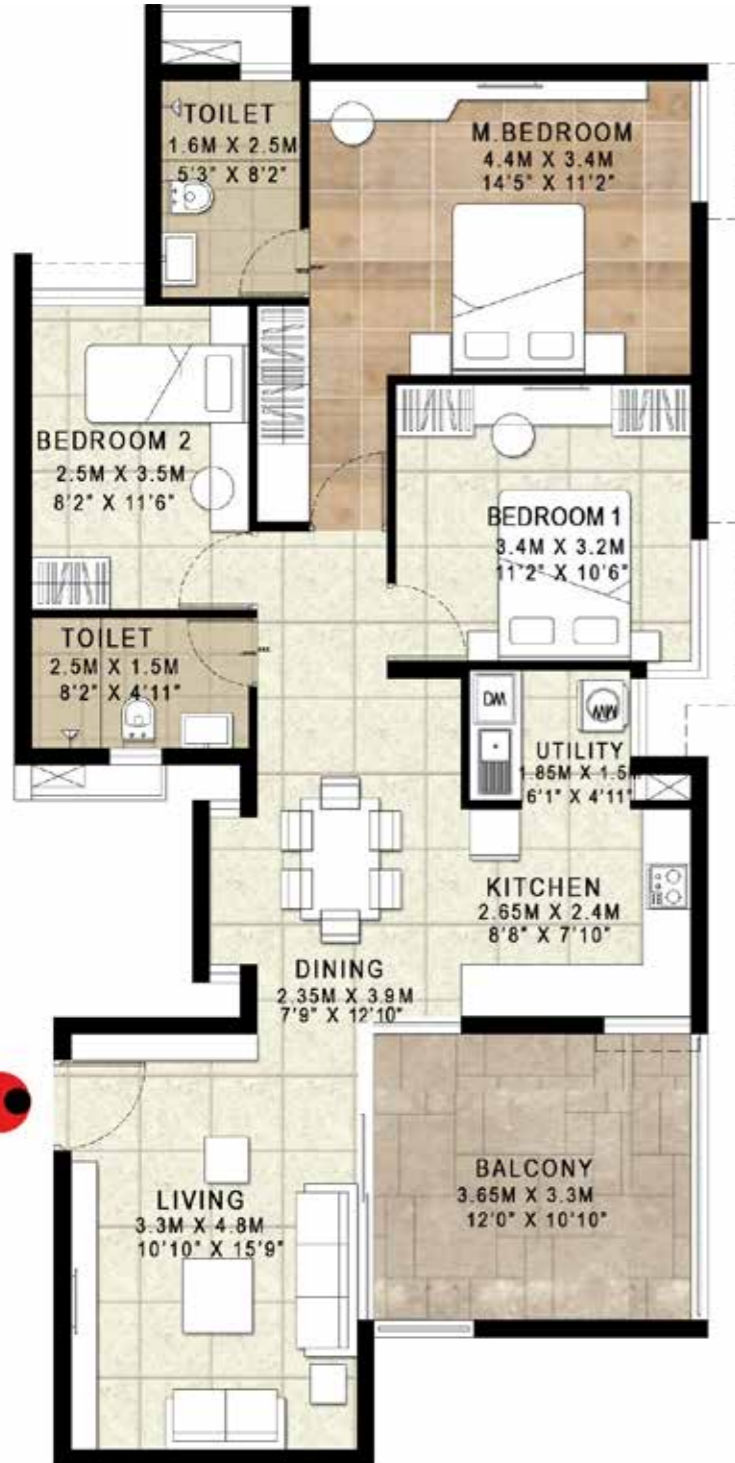 TOILET
1.6M X 2.5M
5'3" X 8'2"
M.BEDROOM
4.4M X 3.4M
14'5" X 11'2"
BEDROOM 2
2.5M X 3.5M
8'2" X 11'6"
BEDROOM 1
3.4M X 3.2M
11'2" X 10'6"
TOILET
2.5M X 1.5M
8'2" X 4'11"
DW
WM
UTILITY
1.85M X 1.5M
6'1" X 4'11"
KITCHEN
2.65M X 2.4M
8'8" X 7'10"
DINING
2.35M X 3.9M
7'9" X 12'10"
LIVING
3.3M X 4.8M
10'10" X 15'9"
BALCONY
3.65M X 3.3M
12'0" X 10'10"